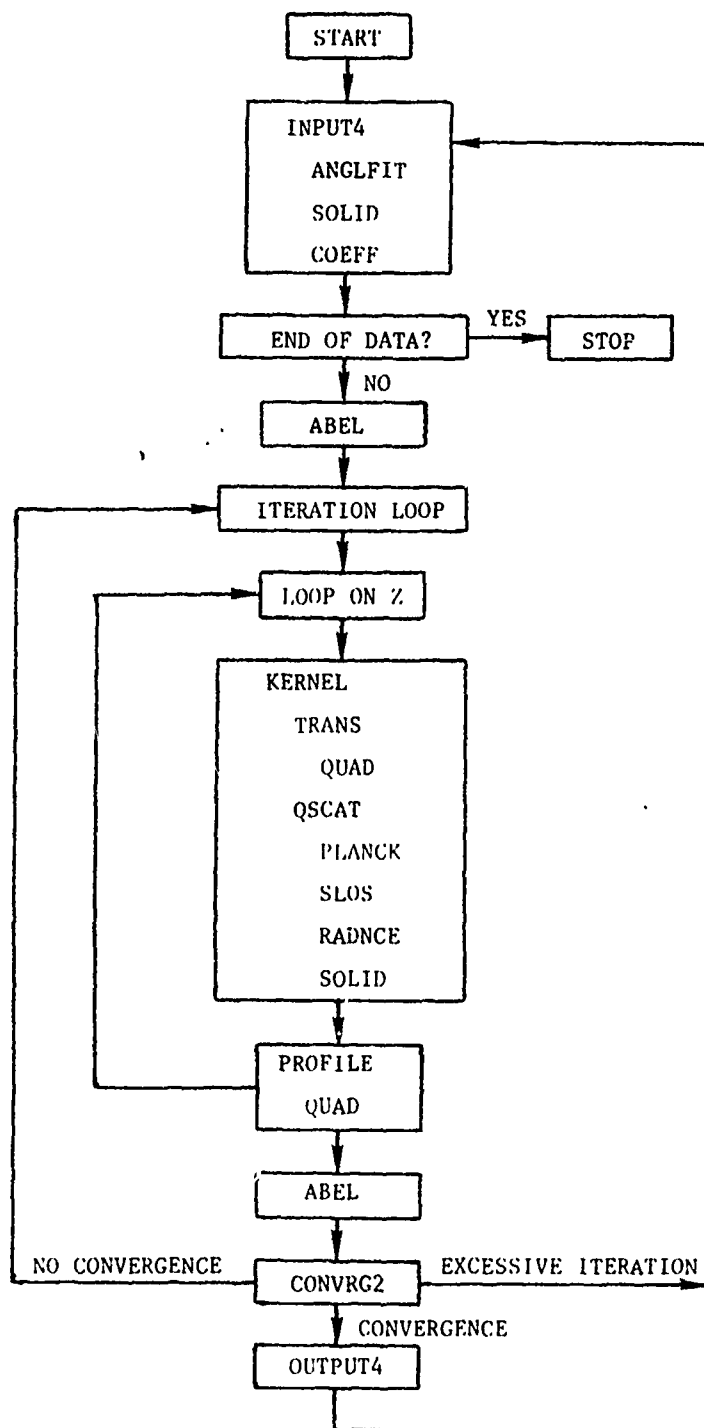 START
INPUT4
ANGLFIT
SOLID
COEFF
END OF DATA?
YES
STOP
NO
ABEL
ITERATION LOOP
LOOP ON Z
KERNEL
TRANS
QUAD
QSCAT
PLANCK
SLOS
RADNCE
SOLID
PROFILE
QUAD
ABEL
NO CONVERGENCE
CONVRG2
EXCESSIVE ITERATION
CONVERGENCE
OUTPUT4